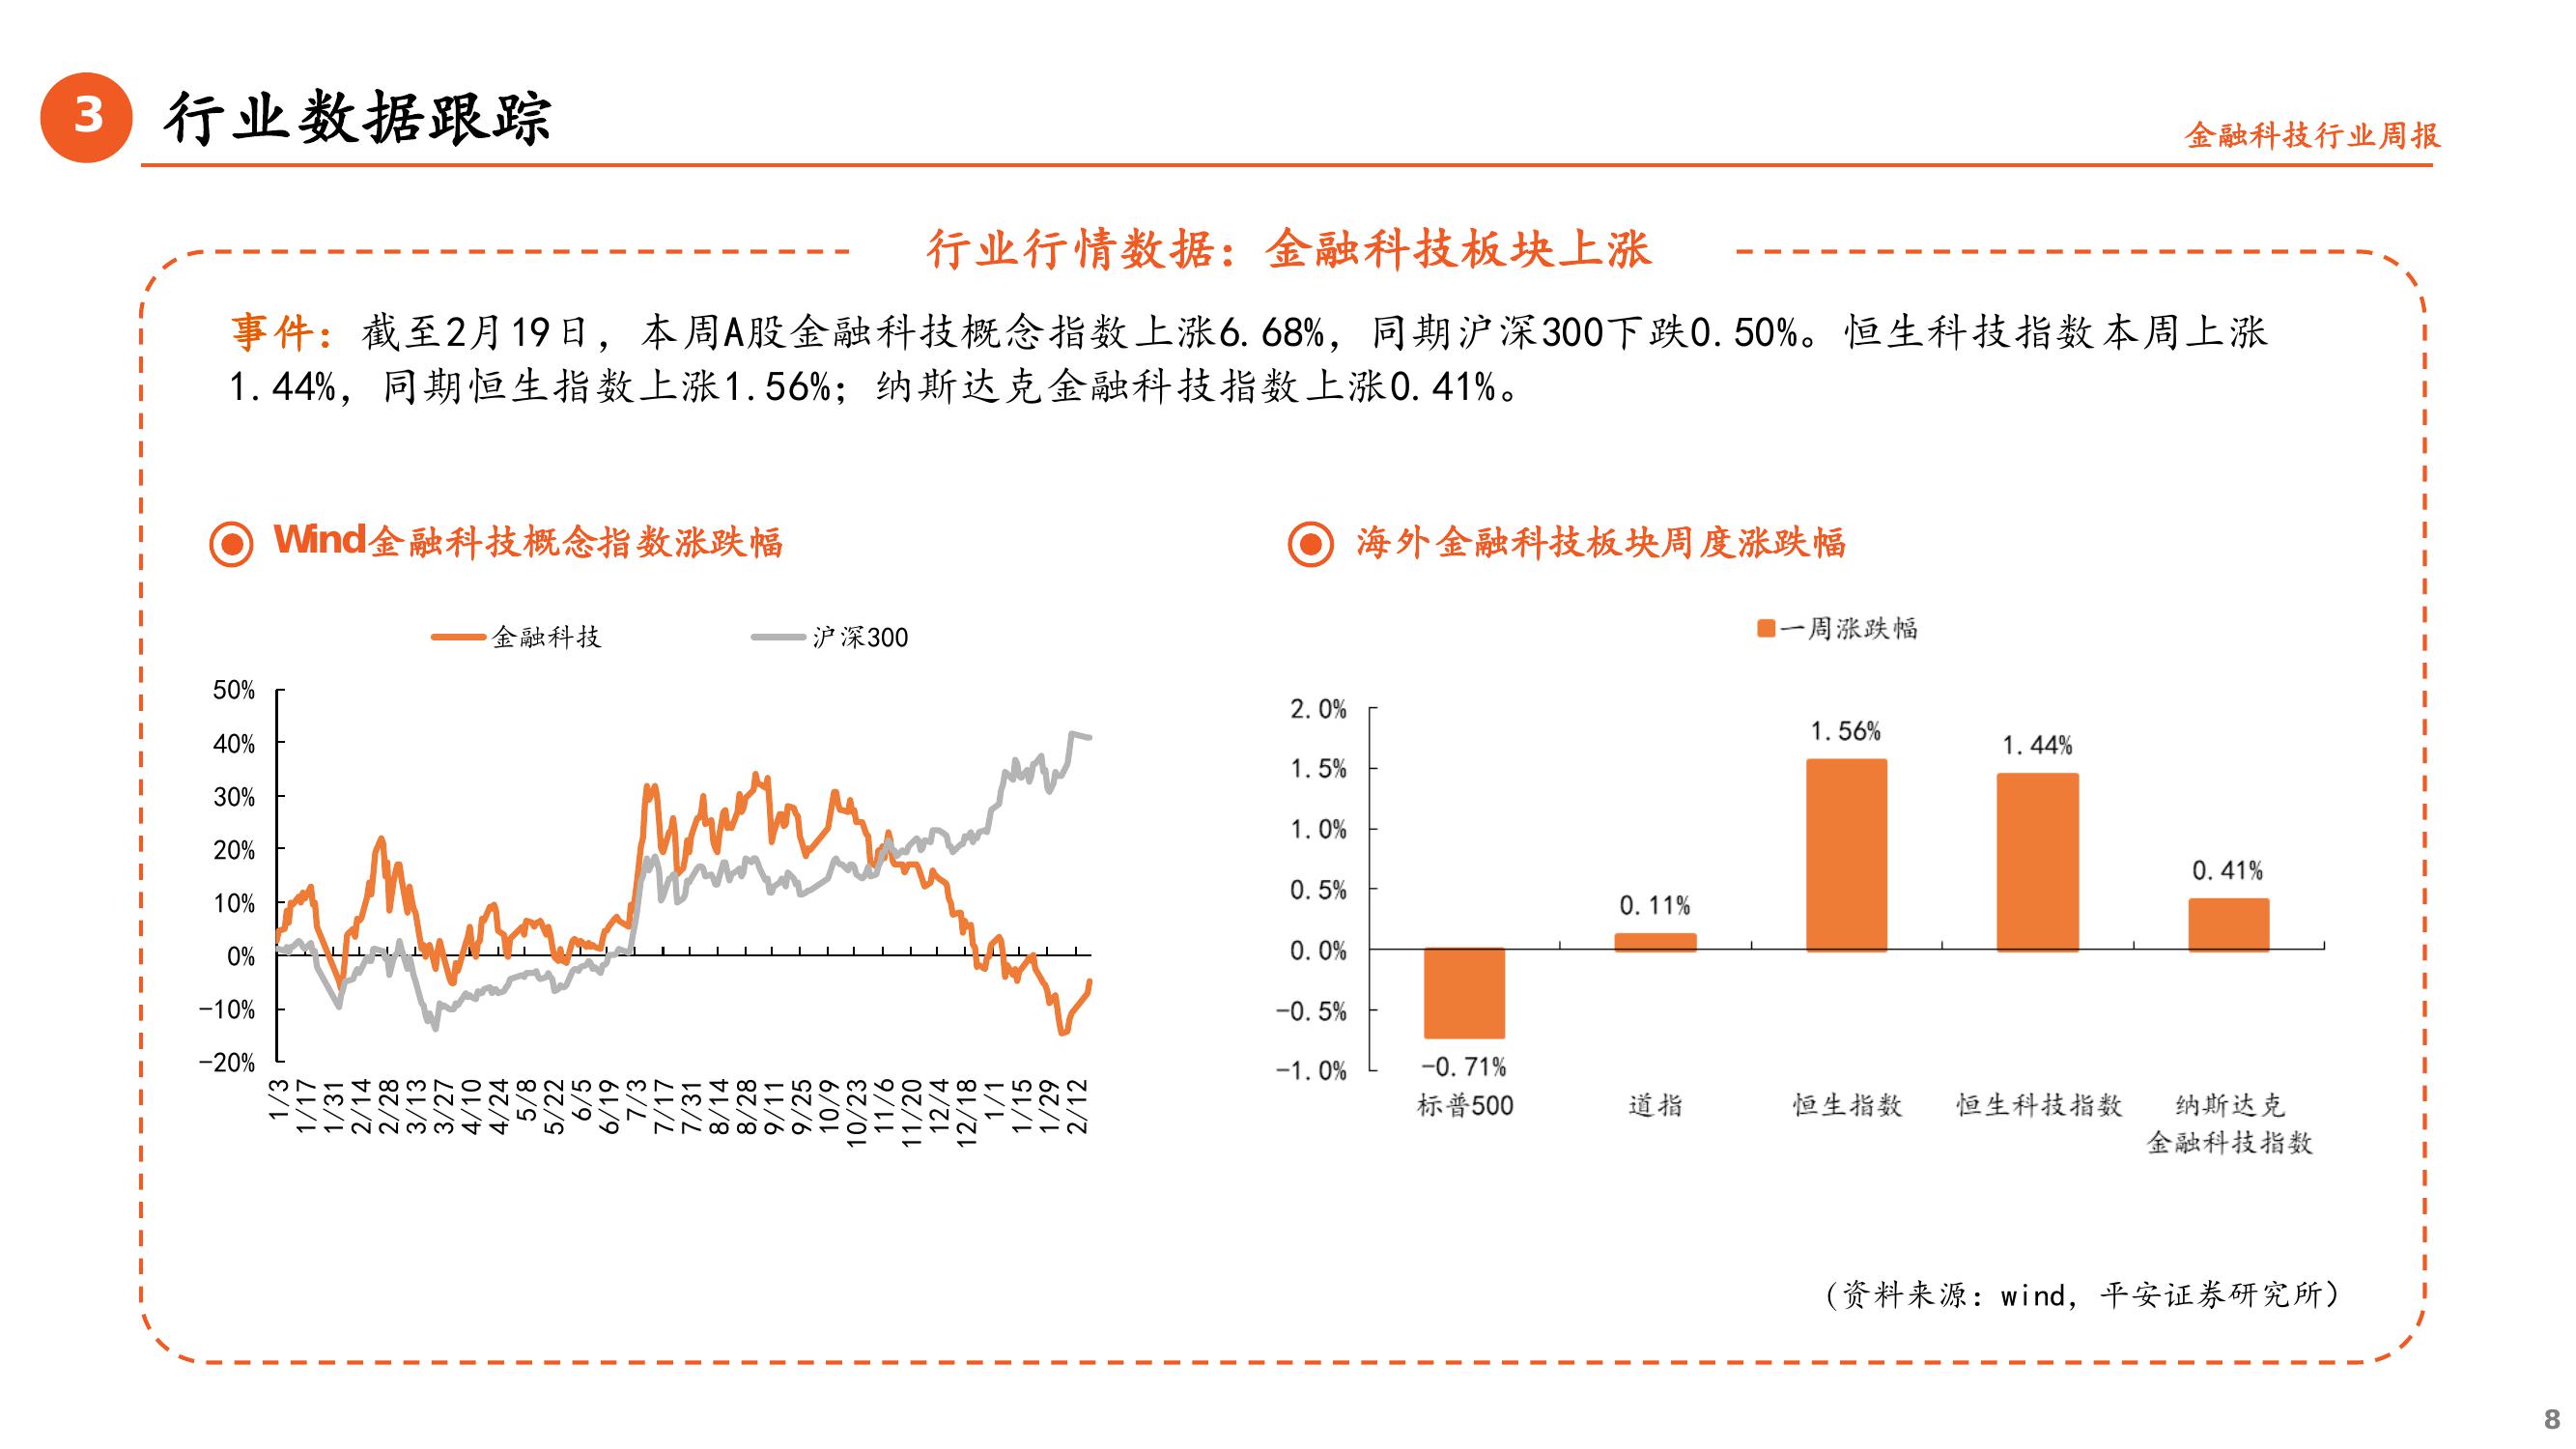 3
行业数据跟踪
金融科技行业周报
行业行情数据：金融科技板块上涨
事件：截至2月19日，本周A股金融科技概念指数上涨6.68%，同期沪深300下跌0.50%。恒生科技指数本周上涨
1.44%，同期恒生指数上涨1.56%；纳斯达克金融科技指数上涨0.41%。
Wind金融科技概念指数涨跌幅
金融科技 沪深300
50%
40%
30%
20%
10%
0%
-10%
-20%
1/3 1/17 1/31 2/14 2/28 3/13 3/27 4/10 4/24 5/8 5/22 6/5 6/19 7/3 7/17 7/31 8/14 8/28 9/11 9/25 10/9 10/23 11/6 11/20 12/4 12/18 1/1 1/15 1/29 2/12
海外金融科技板块周度涨跌幅
一周涨跌幅
2.0%
1.5%
1.0%
0.5%
0.0%
-0.5%
-1.0%
-0.71%
0.11%
1.56%
1.44%
0.41%
标普500 道指 恒生指数 恒生科技指数 纳斯达克
金融科技指数
（资料来源：wind，平安证券研究所）
8